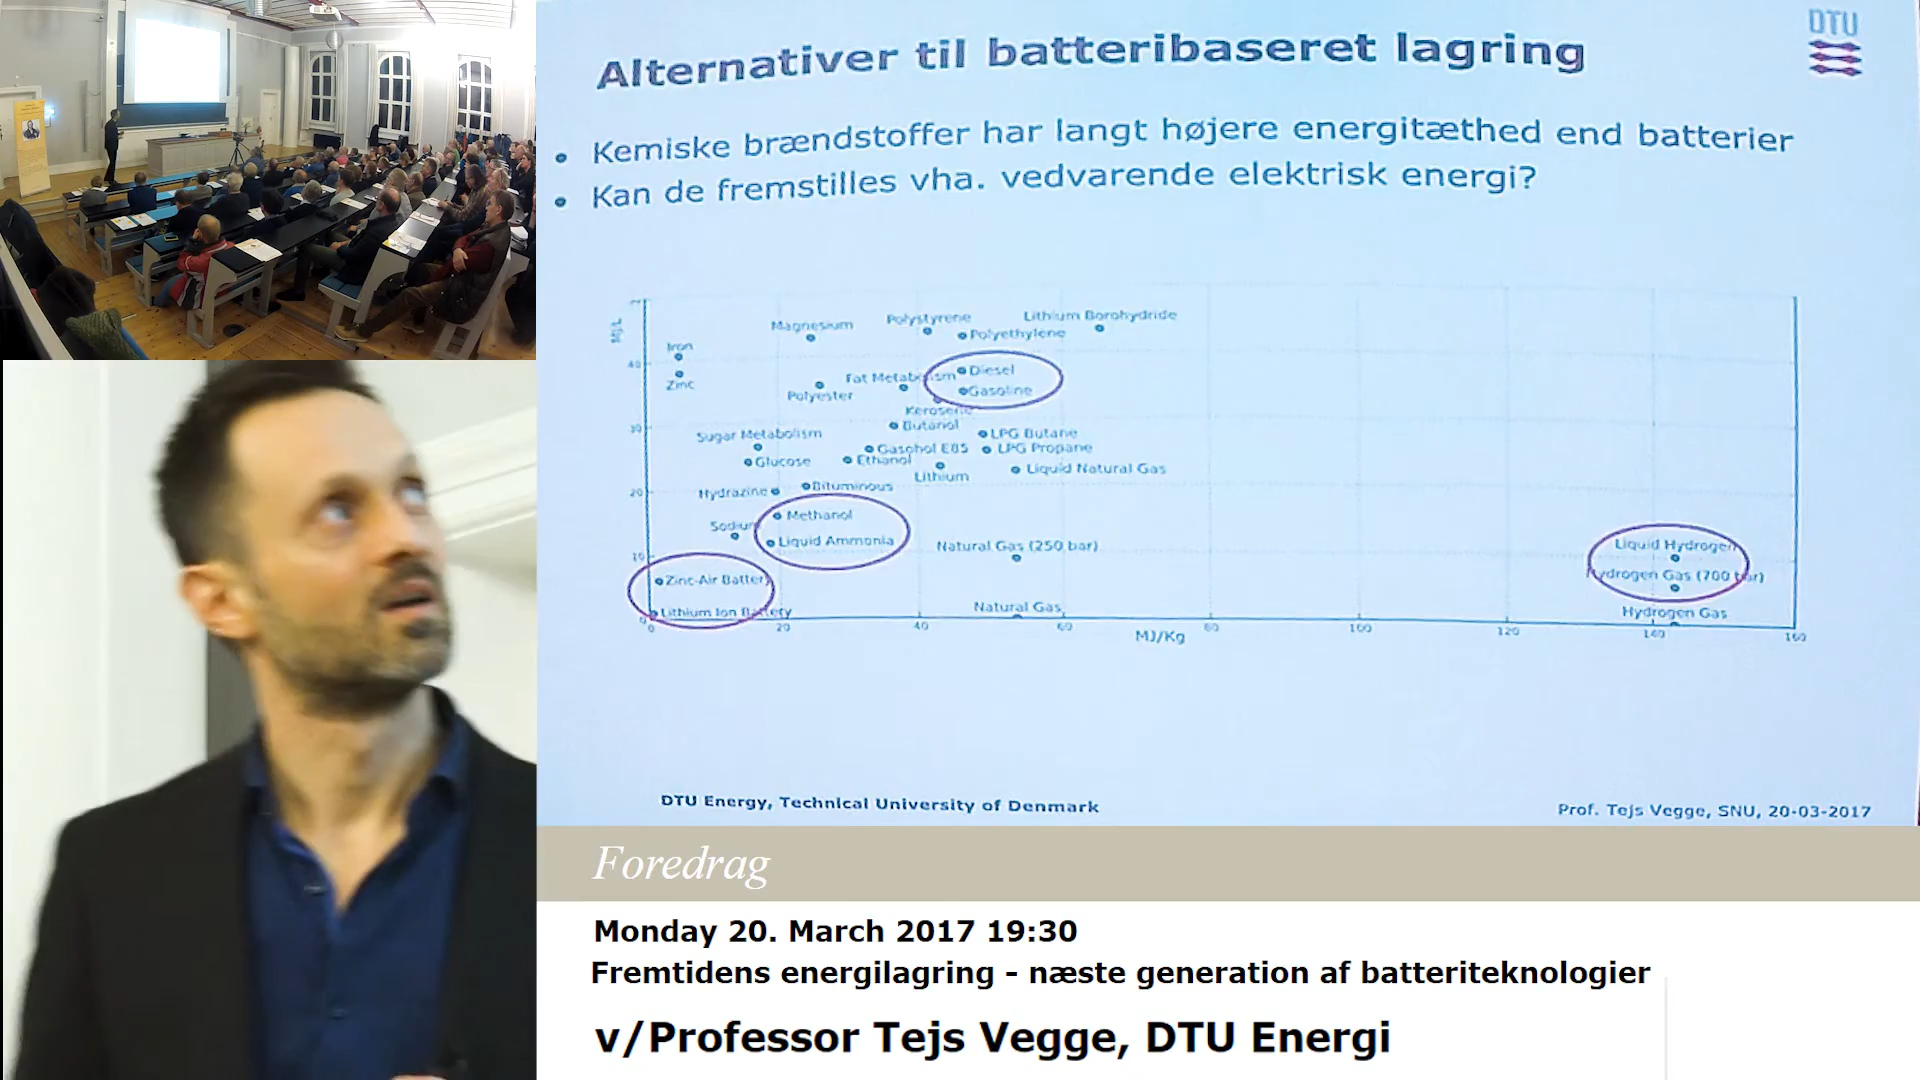 DTU
Alternativer til batteribaseret lagring
Kemiske brændstoffer har langt højere energitæthed end batterier
Kan de fremstilles vha. vedvarende elektrisk energi?
MJ/L
Magnesium
Polystyrene
Lithium Borohydride
Polyethylene
Iron
40
Zinc
Fat Metabolism
Diesel
Polyester
Gasoline
Kerosene
30
Butanol
Sugar Metabolism
LPG Butane
Gasohol E85
LPG Propane
Glucose
Ethanol
Lithium
Liquid Natural Gas
20
Hydrazine
Bituminous
Methanol
Sodium
Liquid Ammonia
Natural Gas (250 bar)
Liquid Hydrogen
10
Zinc-Air Battery
Hydrogen Gas (700 bar)
Lithium Ion Battery
Natural Gas
Hydrogen Gas
0
0 20 40 60 80 100 120 140 160
MJ/Kg
DTU Energy, Technical University of Denmark
Prof. Tejs Vegge, SNU, 20-03-2017
Foredrag
Monday 20. March 2017 19:30
Fremtidens energilagring - næste generation af batteriteknologier
v/Professor Tejs Vegge, DTU Energi